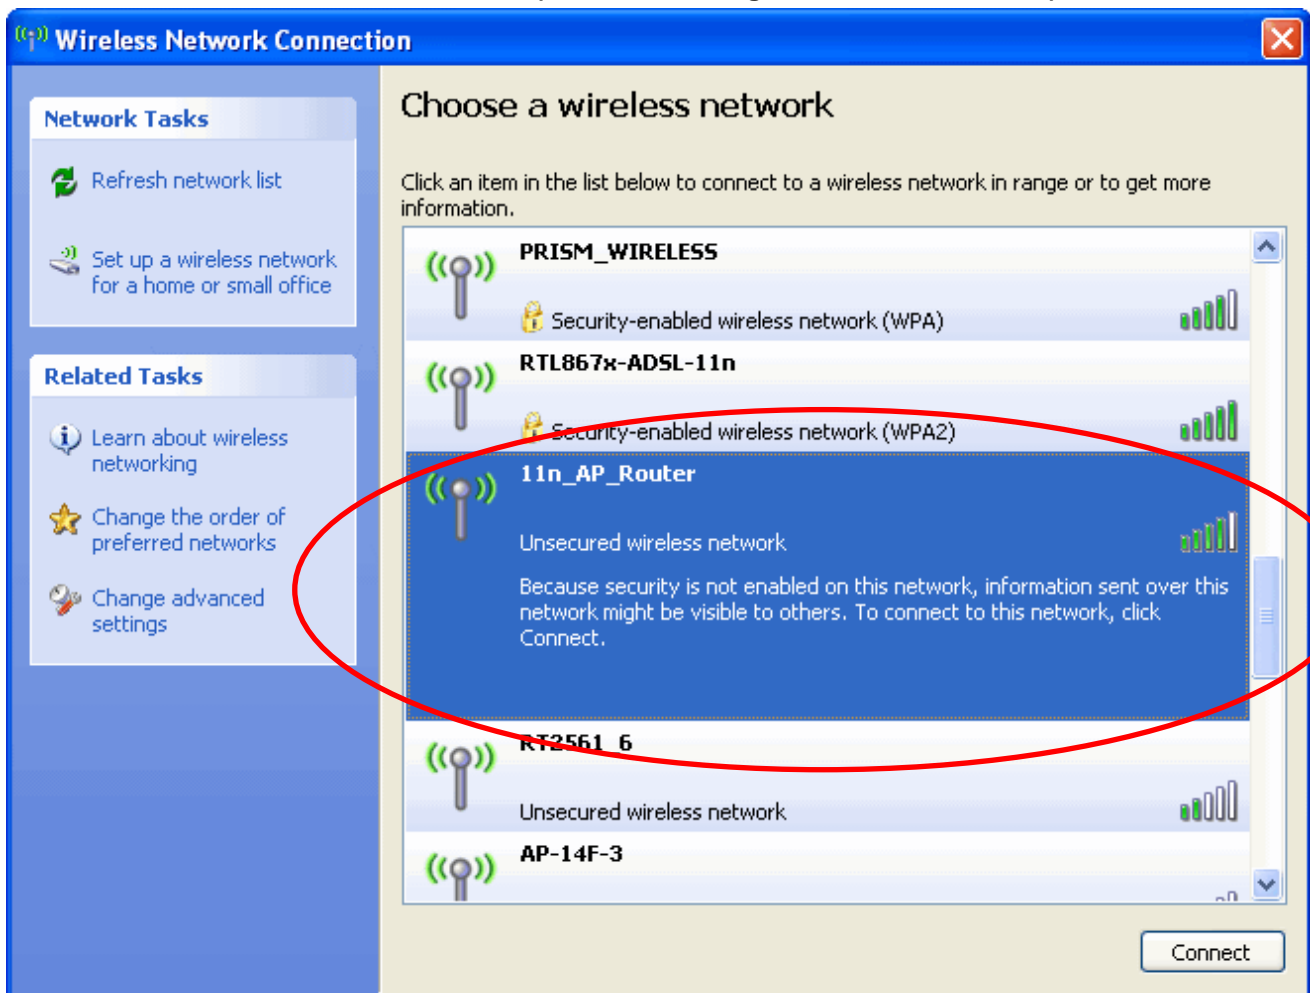 Wireless Network Connection
Network Tasks
Refresh network list
Set up a wireless network
for a home or small office
Related Tasks
Learn about wireless
networking
Change the order of
preferred networks
Change advanced
settings
Choose a wireless network
Click an item in the list below to connect to a wireless network in range or to get more
information.
PRISM_WIRELESS
Security-enabled wireless network (WPA)
RTL867x-ADSL-11n
Security-enabled wireless network (WPA2)
11n_AP_Router
Unsecured wireless network
Because security is not enabled on this network, information sent over this
network might be visible to others. To connect to this network, click
Connect.
RT2561_6
Unsecured wireless network
AP-14F-3
Connect